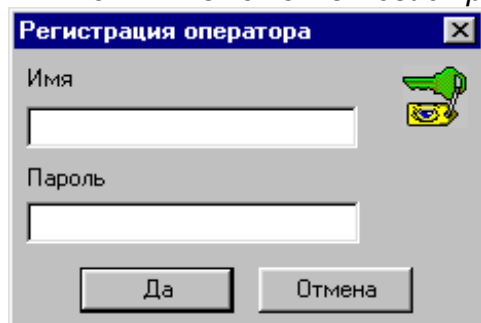 Регистрация оператора
Имя
Пароль
Да
Отмена